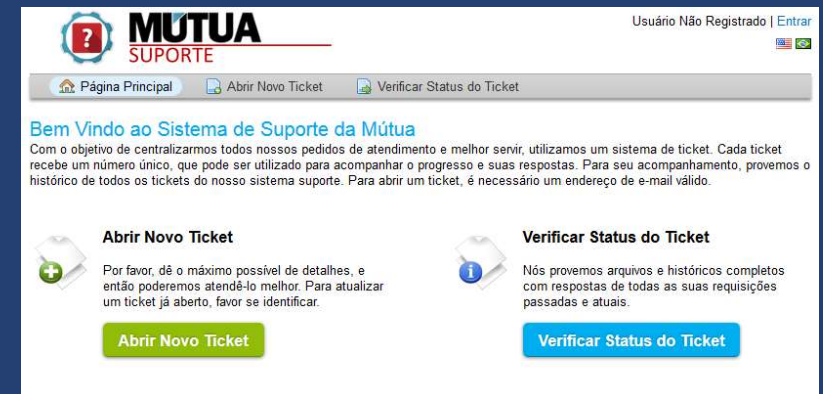 ?
MÚTUA
SUPORTE
Usuário Não Registrado | Entrar
Página Principal
Abrir Novo Ticket
Verificar Status do Ticket
Bem Vindo ao Sistema de Suporte da Mútua
Com o objetivo de centralizarmos todos nossos pedidos de atendimento e melhor servir, utilizamos um sistema de ticket. Cada ticket
recebe um número único, que pode ser utilizado para acompanhar o progresso e suas respostas. Para seu acompanhamento, provemos o
histórico de todos os tickets do nosso sistema suporte. Para abrir um ticket, é necessário um endereço de e-mail válido.
Abrir Novo Ticket
Por favor, dê o máximo possível de detalhes, e
então poderemos atendê-lo melhor. Para atualizar
um ticket já aberto, favor se identificar.
Abrir Novo Ticket
Verificar Status do Ticket
Nós provemos arquivos e históricos completos
com respostas de todas as suas requisições
passadas e atuais.
Verificar Status do Ticket